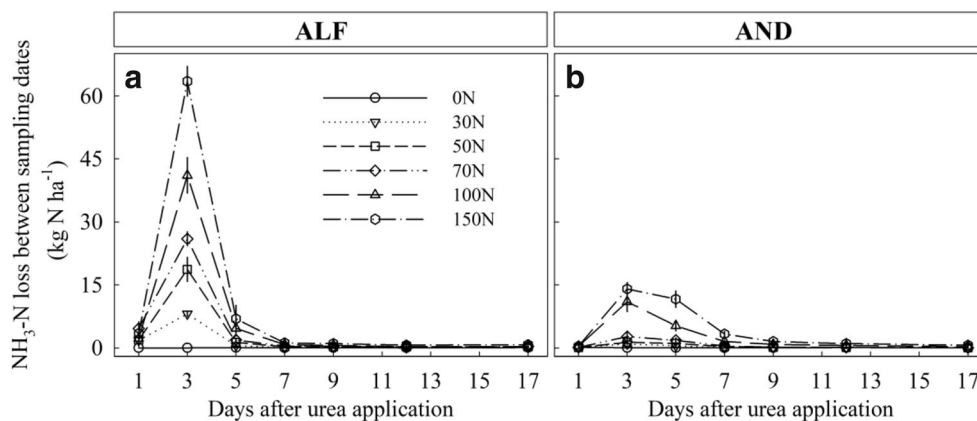 ALF
AND
a
b
NH₃-N loss between sampling dates
(kg N ha⁻¹)
60
45
30
15
0
0N
30N
50N
70N
100N
150N
1 3 5 7 9 11 13 15 17
1 3 5 7 9 11 13 15 17
Days after urea application
Days after urea application